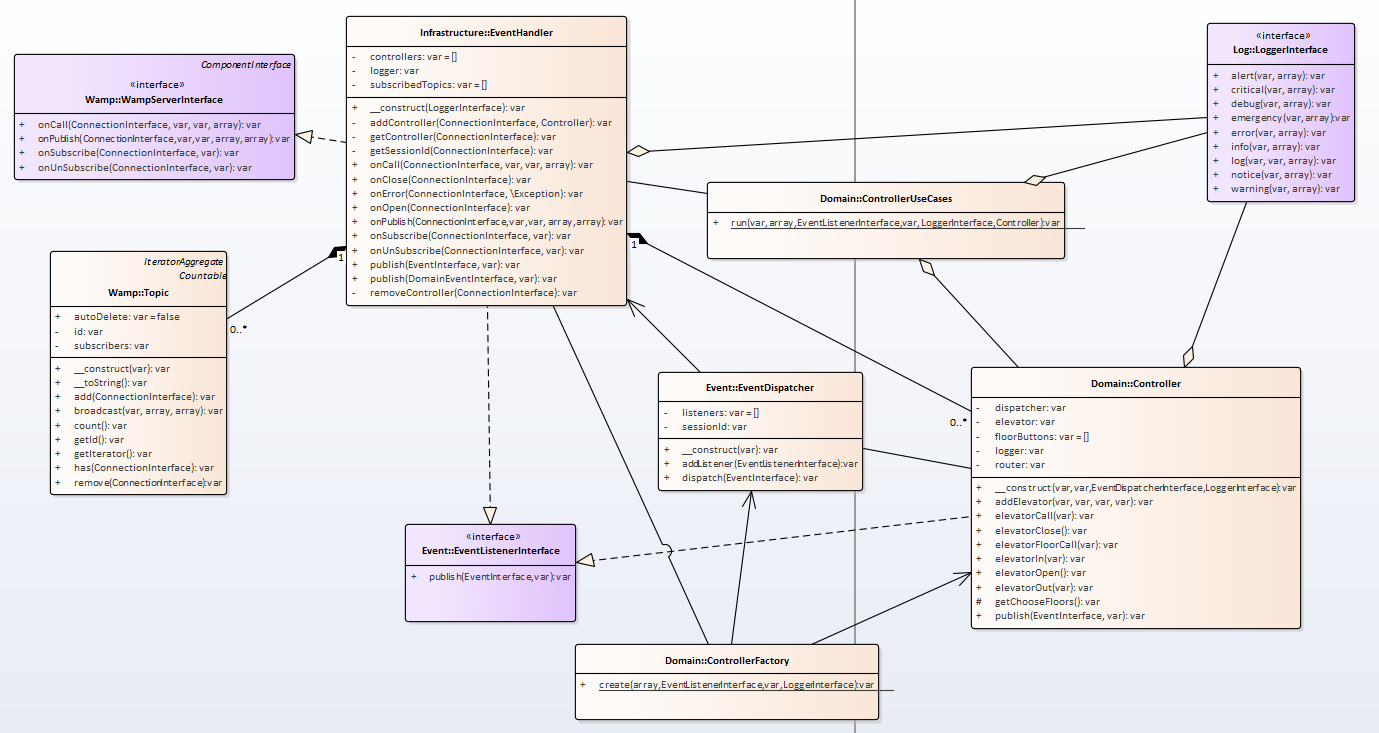 Infrastructure::EventHandler
- controllers: var = []
- logger: var
- subscribedTopics: var = []
+ __construct(LoggerInterface): var
- addController(ConnectionInterface, Controller): var
- getController(ConnectionInterface): var
- getSessionId(ConnectionInterface): var
+ onCall(ConnectionInterface, var, var, array): var
+ onClose(ConnectionInterface): var
+ onError(ConnectionInterface, \Exception): var
+ onOpen(ConnectionInterface): var
+ onPublish(ConnectionInterface,var,var, array,array): var
+ onSubscribe(ConnectionInterface, var): var
+ onUnSubscribe(ConnectionInterface, var): var
+ publish(EventInterface, var): var
+ publish(DomainEventInterface, var): var
- removeController(ConnectionInterface): var
ComponentInterface
«interface»
Wamp::WampServerInterface
+ onCall(ConnectionInterface, var, var, array): var
+ onPublish(ConnectionInterface,var,var, array,array):var
+ onSubscribe(ConnectionInterface, var): var
+ onUnSubscribe(ConnectionInterface, var): var
«interface»
Log::LoggerInterface
+ alert(var, array): var
+ critical(var, array): var
+ debug(var, array): var
+ emergency(var,array):var
+ error(var, array): var
+ info(var, array): var
+ log(var, var, array): var
+ notice(var, array): var
+ warning(var, array): var
Domain::ControllerUseCases
+ run(var,array,EventListenerInterface,var,LoggerInterface,Controller):var
1
1
0..*
0..*
IteratorAggregate
Countable
Wamp::Topic
+ autoDelete: var = false
- id: var
- subscribers: var
+ __construct(var): var
+ __toString(): var
+ add(ConnectionInterface): var
+ broadcast(var, array, array): var
+ count(): var
+ getId(): var
+ getIterator(): var
+ has(ConnectionInterface): var
+ remove(ConnectionInterface):var
Event::EventDispatcher
- listeners: var = []
- sessionId: var
+ __construct(var): var
+ addListener(EventListenerInterface):var
+ dispatch(EventInterface): var
Domain::Controller
- dispatcher: var
- elevator: var
- floorButtons: var = []
- logger: var
- router: var
+ __construct(var,var,EventDispatcherInterface,LoggerInterface):var
+ addElevator(var, var, var, var): var
+ elevatorCall(var): var
+ elevatorClose(): var
+ elevatorFloorCall(var): var
+ elevatorIn(var): var
+ elevatorOpen(): var
+ elevatorOut(var): var
# getChooseFloors(): var
+ publish(EventInterface, var): var
«interface»
Event::EventListenerInterface
+ publish(EventInterface,var):var
Domain::ControllerFactory
+ create(array,EventListenerInterface,var,LoggerInterface):var